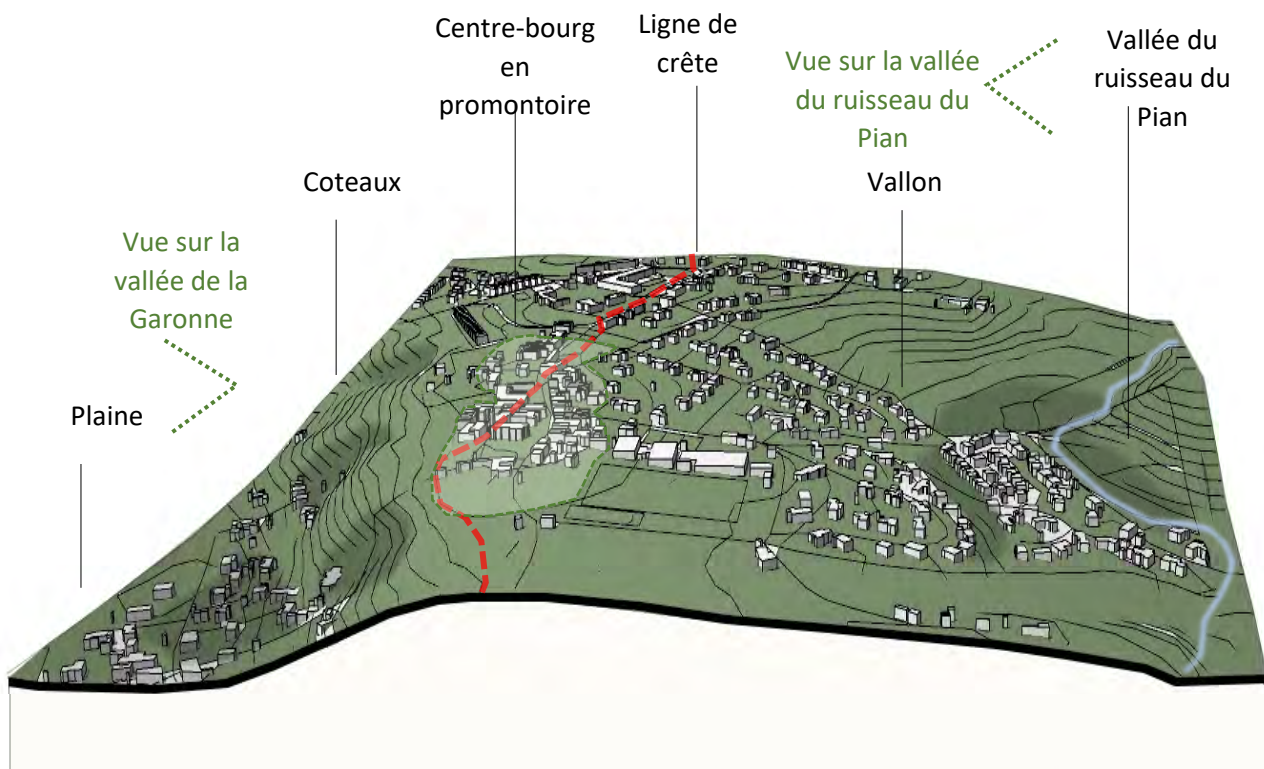 Centre-bourg
en
promontoire
Ligne de
crête
Vue sur la vallée
du ruisseau du
Pian
Vallée du
ruisseau du
Pian
Coteaux
Vallon
Vue sur la
vallée de la
Garonne
Plaine